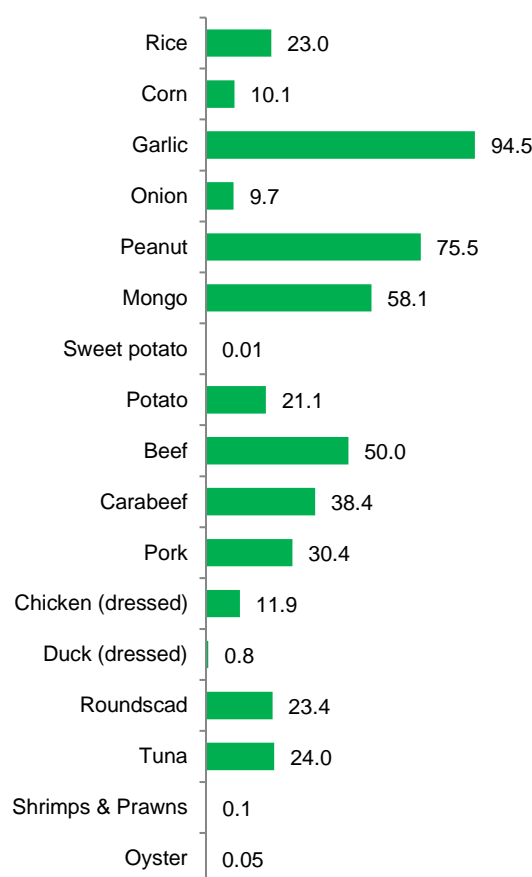 Rice 23.0
Corn 10.1
Garlic 94.5
Onion 9.7
Peanut 75.5
Mongo 58.1
Sweet potato 0.01
Potato 21.1
Beef 50.0
Carabeef 38.4
Pork 30.4
Chicken (dressed) 11.9
Duck (dressed) 0.8
Roundscad 23.4
Tuna 24.0
Shrimps & Prawns 0.1
Oyster 0.05